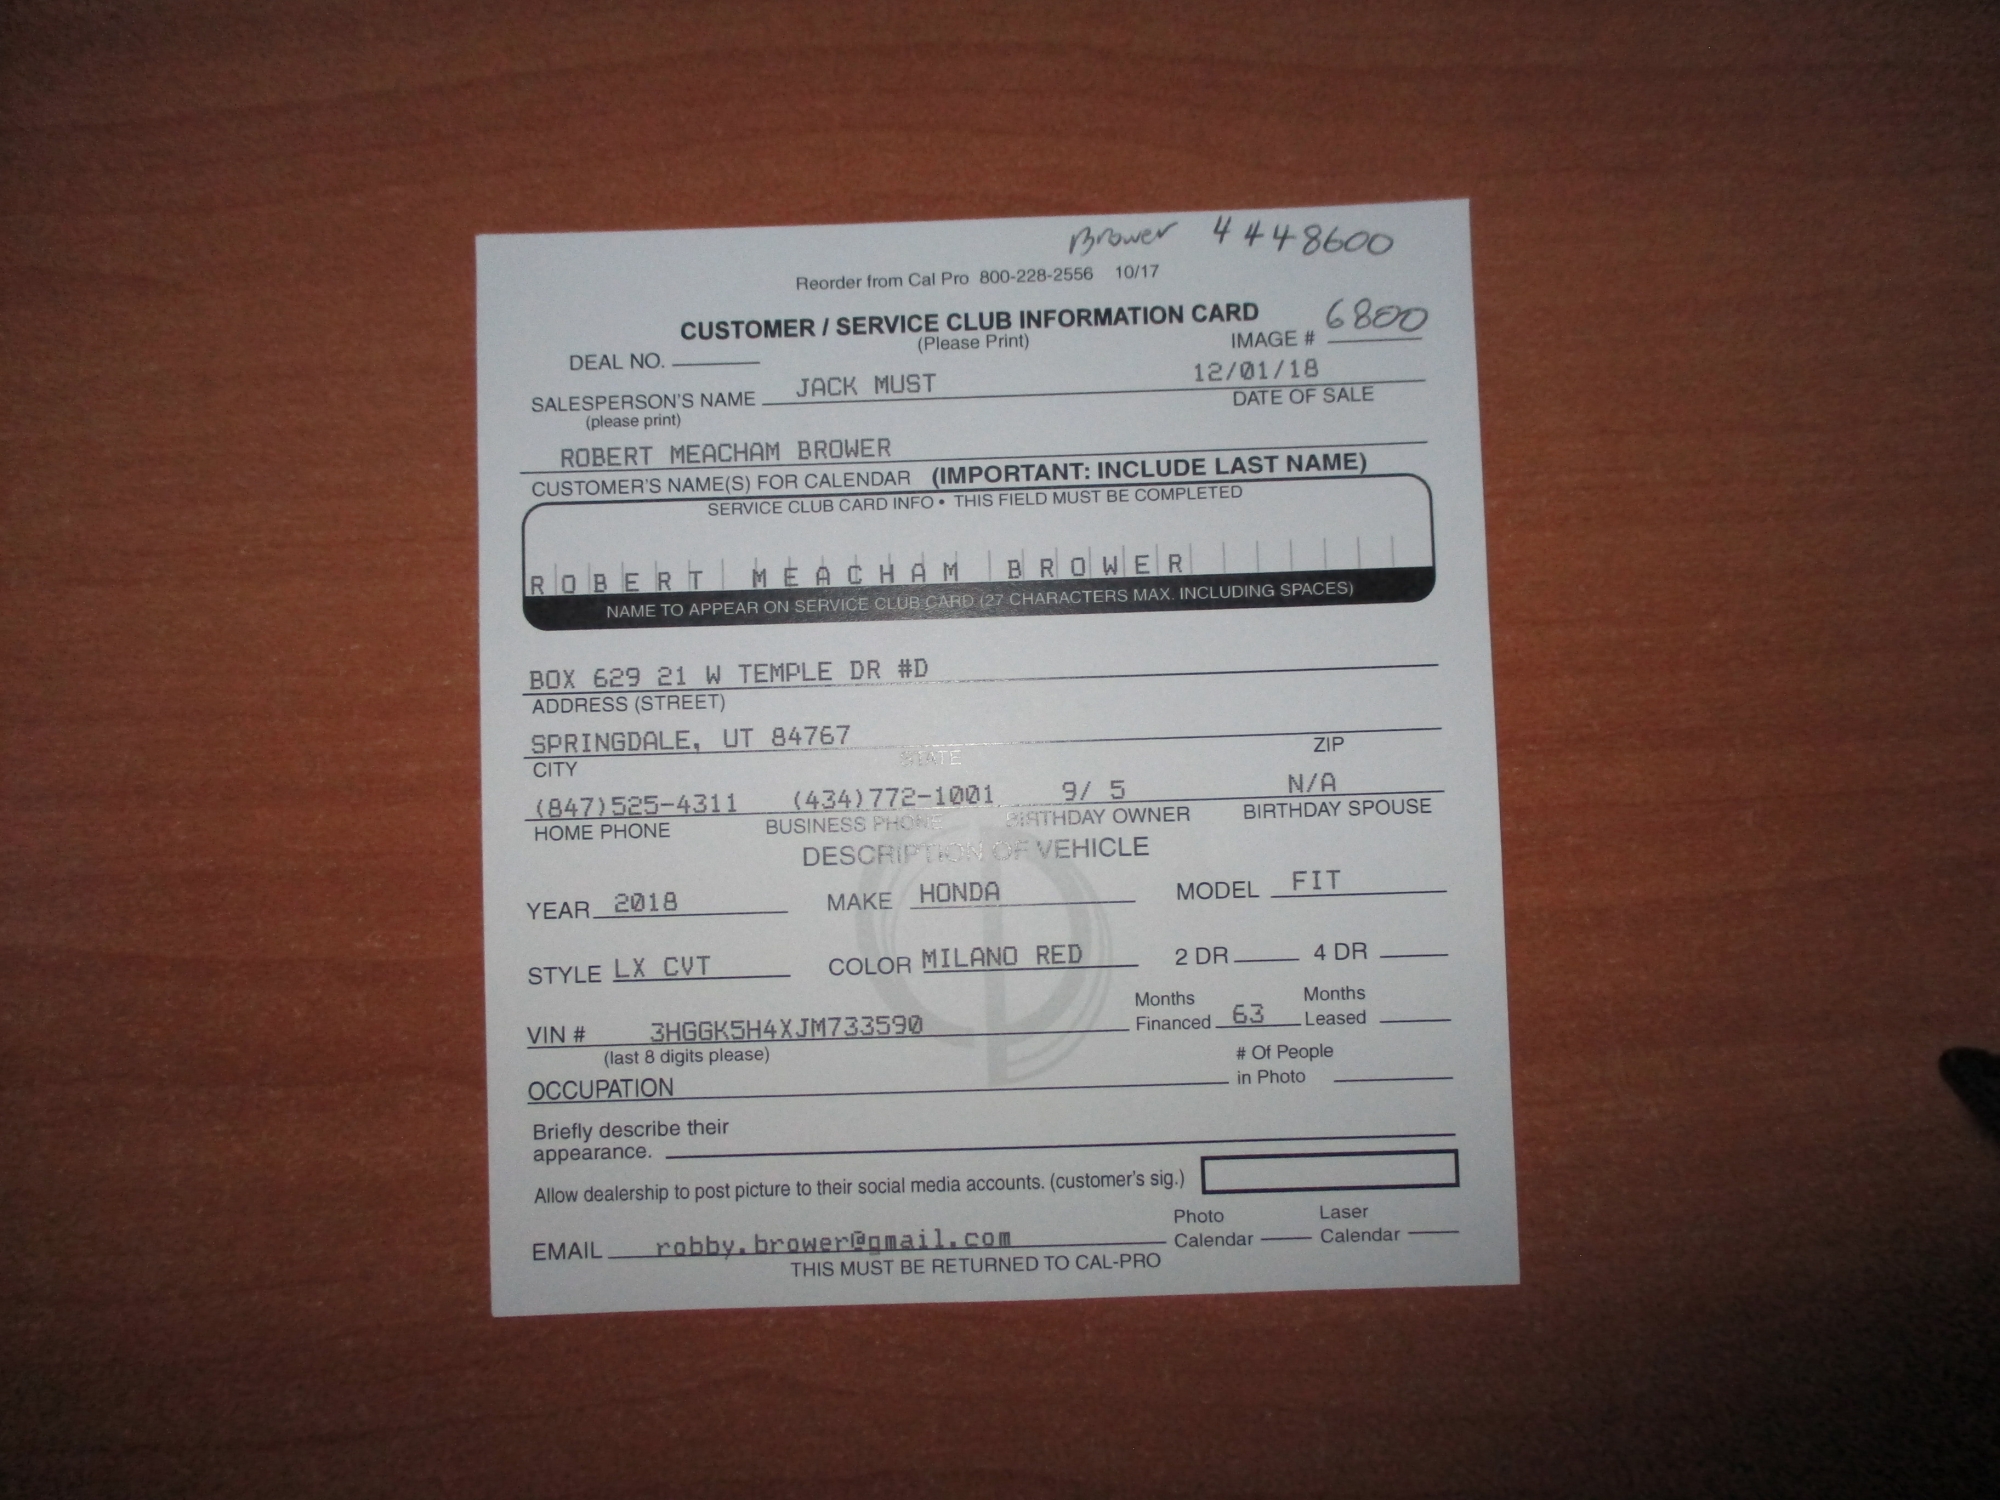 Brower 4448600
Reorder from Cal Pro 800-228-2556 10/17
CUSTOMER / SERVICE CLUB INFORMATION CARD
(Please Print)
IMAGE # 6800
DEAL NO.
SALESPERSON'S NAME JACK MUST 12/01/18
(please print) DATE OF SALE
ROBERT MEACHAM BROWER
CUSTOMER'S NAME(S) FOR CALENDAR (IMPORTANT: INCLUDE LAST NAME)
SERVICE CLUB CARD INFO • THIS FIELD MUST BE COMPLETED
ROBERT MEACHAM BROWER
NAME TO APPEAR ON SERVICE CLUB CARD (27 CHARACTERS MAX. INCLUDING SPACES)
BOX 629 21 W TEMPLE DR #D
ADDRESS (STREET)
SPRINGDALE, UT 84767
CITY STATE ZIP
(847)525-4311 (434)772-1001 9/ 5 N/A
HOME PHONE BUSINESS PHONE BIRTHDAY OWNER BIRTHDAY SPOUSE
DESCRIPTION OF VEHICLE
YEAR 2018 MAKE HONDA MODEL FIT
STYLE LX CVT COLOR MILANO RED 2 DR 4 DR
Months Months
VIN # 3HGGK5H4XJM733590 Financed 63 Leased
(last 8 digits please) # Of People
OCCUPATION in Photo
Briefly describe their
appearance.
Allow dealership to post picture to their social media accounts. (customer's sig.)
Photo Laser
EMAIL robby.brower@gmail.com Calendar Calendar
THIS MUST BE RETURNED TO CAL-PRO